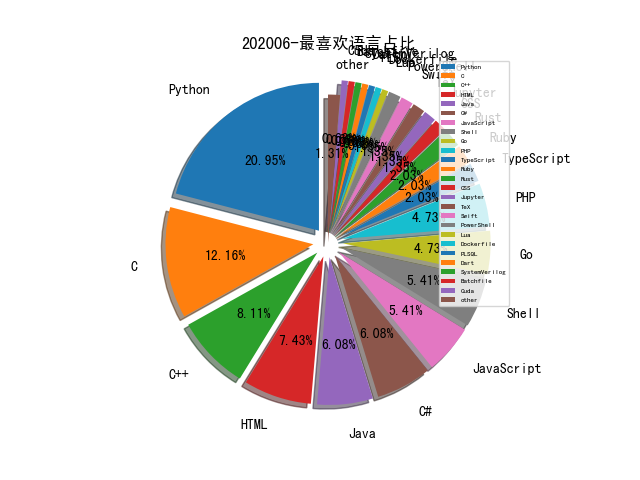 202006-最喜欢语言占比
other
Python
20.95%
C
12.16%
C++
8.11%
HTML
7.43%
Java
6.08%
C#
6.08%
JavaScript
5.41%
Shell
5.41%
Go
4.73%
PHP
4.73%
TypeScript
2.03%
Ruby
2.03%
Rust
2.03%
CSS
1.31%
Python
C
C++
HTML
Java
C#
JavaScript
Shell
Go
PHP
TypeScript
Ruby
Rust
CSS
Jupyter
TeX
Swift
PowerShell
Lua
Dockerfile
PLSQL
Dart
SystemVerilog
Batchfile
Cuda
other